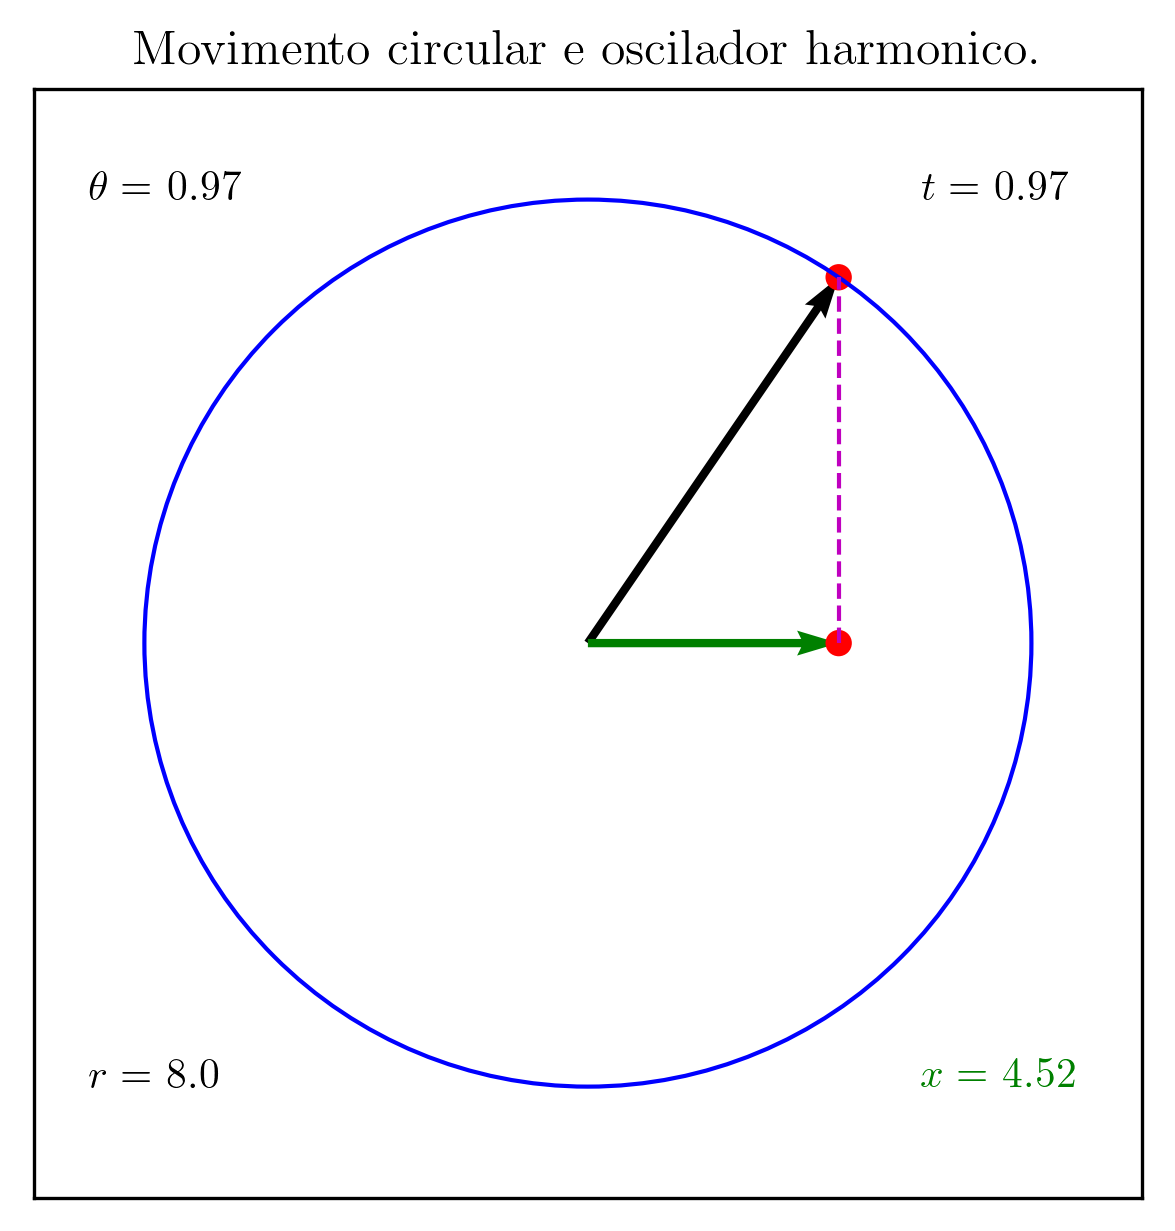 Movimento circular e oscilador harmonico.
θ = 0.97
t = 0.97
r = 8.0
x = 4.52